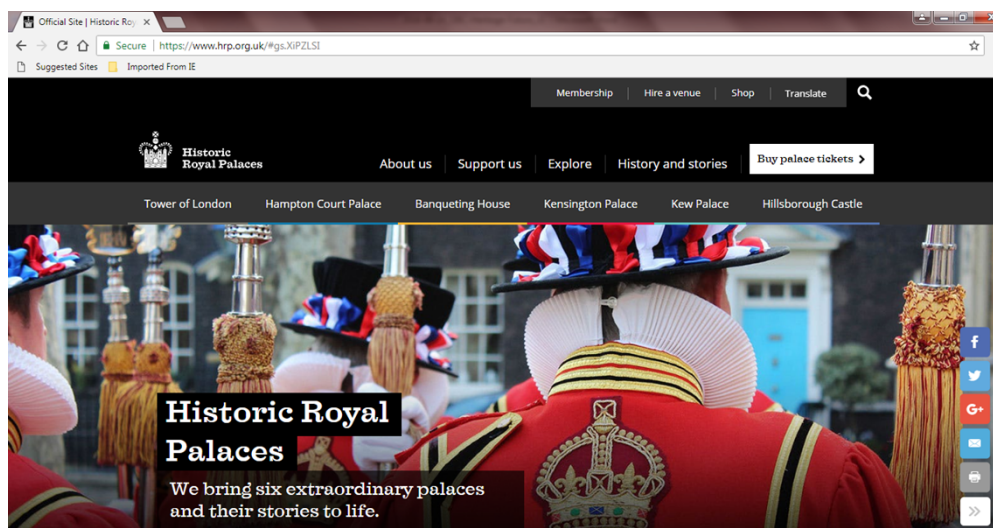 Official Site | Historic Roy
Secure | https://www.hrp.org.uk/#gs.XiPZLSI
Suggested Sites Imported From IE
Membership Hire a venue Shop Translate
Historic
Royal Palaces
About us Support us Explore History and stories Buy palace tickets
Tower of London Hampton Court Palace Banqueting House Kensington Palace Kew Palace Hillsborough Castle
f
G+
Historic Royal
Palaces
We bring six extraordinary palaces
and their stories to life.